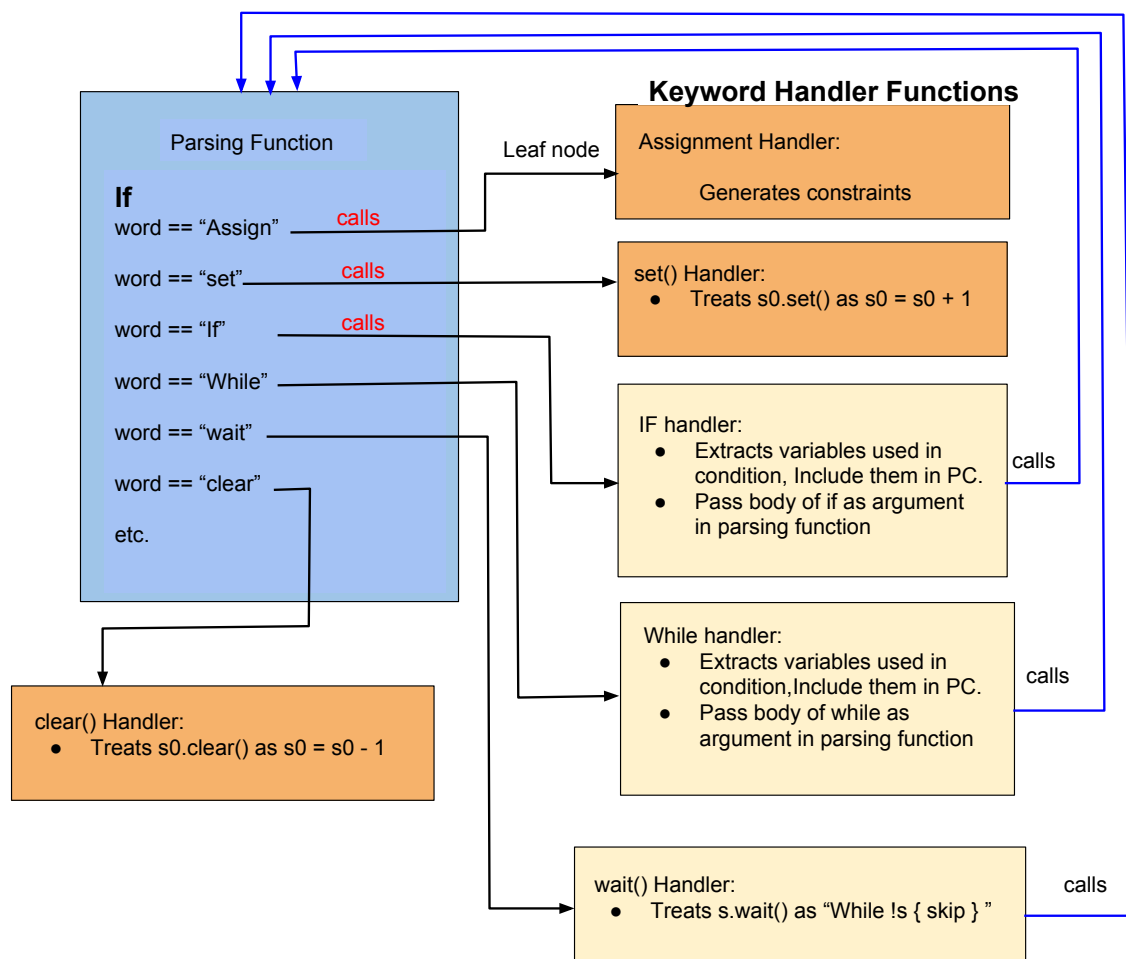 Keyword Handler Functions
Parsing Function
If
word == “Assign”
calls
word == “set”
calls
word == “If”
calls
word == “While”
word == “wait”
word == “clear”
etc.
Leaf node
Assignment Handler:
Generates constraints
set() Handler:
● Treats s0.set() as s0 = s0 + 1
IF handler:
● Extracts variables used in
condition, Include them in PC.
● Pass body of if as argument
in parsing function
calls
While handler:
● Extracts variables used in
condition,Include them in PC.
● Pass body of while as
argument in parsing function
calls
clear() Handler:
● Treats s0.clear() as s0 = s0 - 1
wait() Handler:
● Treats s.wait() as “While !s { skip } ”
calls